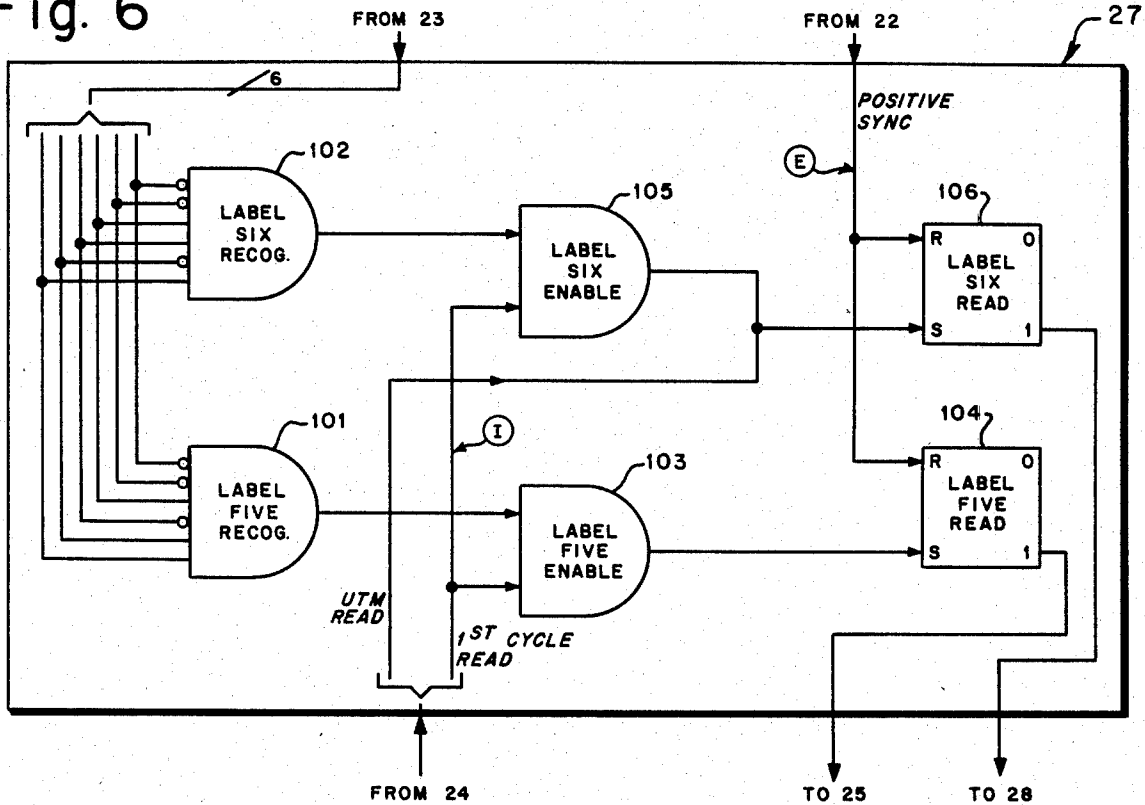 Fig. 6
FROM 23
FROM 22
27
6
POSITIVE
SYNC
E
102
LABEL
SIX
RECOG.
105
LABEL
SIX
ENABLE
106
R 0
LABEL
SIX
READ
S 1
101
LABEL
FIVE
RECOG.
I
103
LABEL
FIVE
ENABLE
104
R 0
LABEL
FIVE
READ
S 1
UTM
READ
1ST CYCLE
READ
FROM 24
TO 25
TO 28